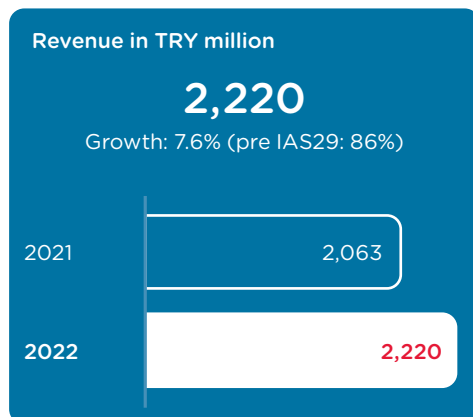 Revenue in TRY million
2,220
Growth: 7.6% (pre IAS29: 86%)
2021 2,063
2022 2,220